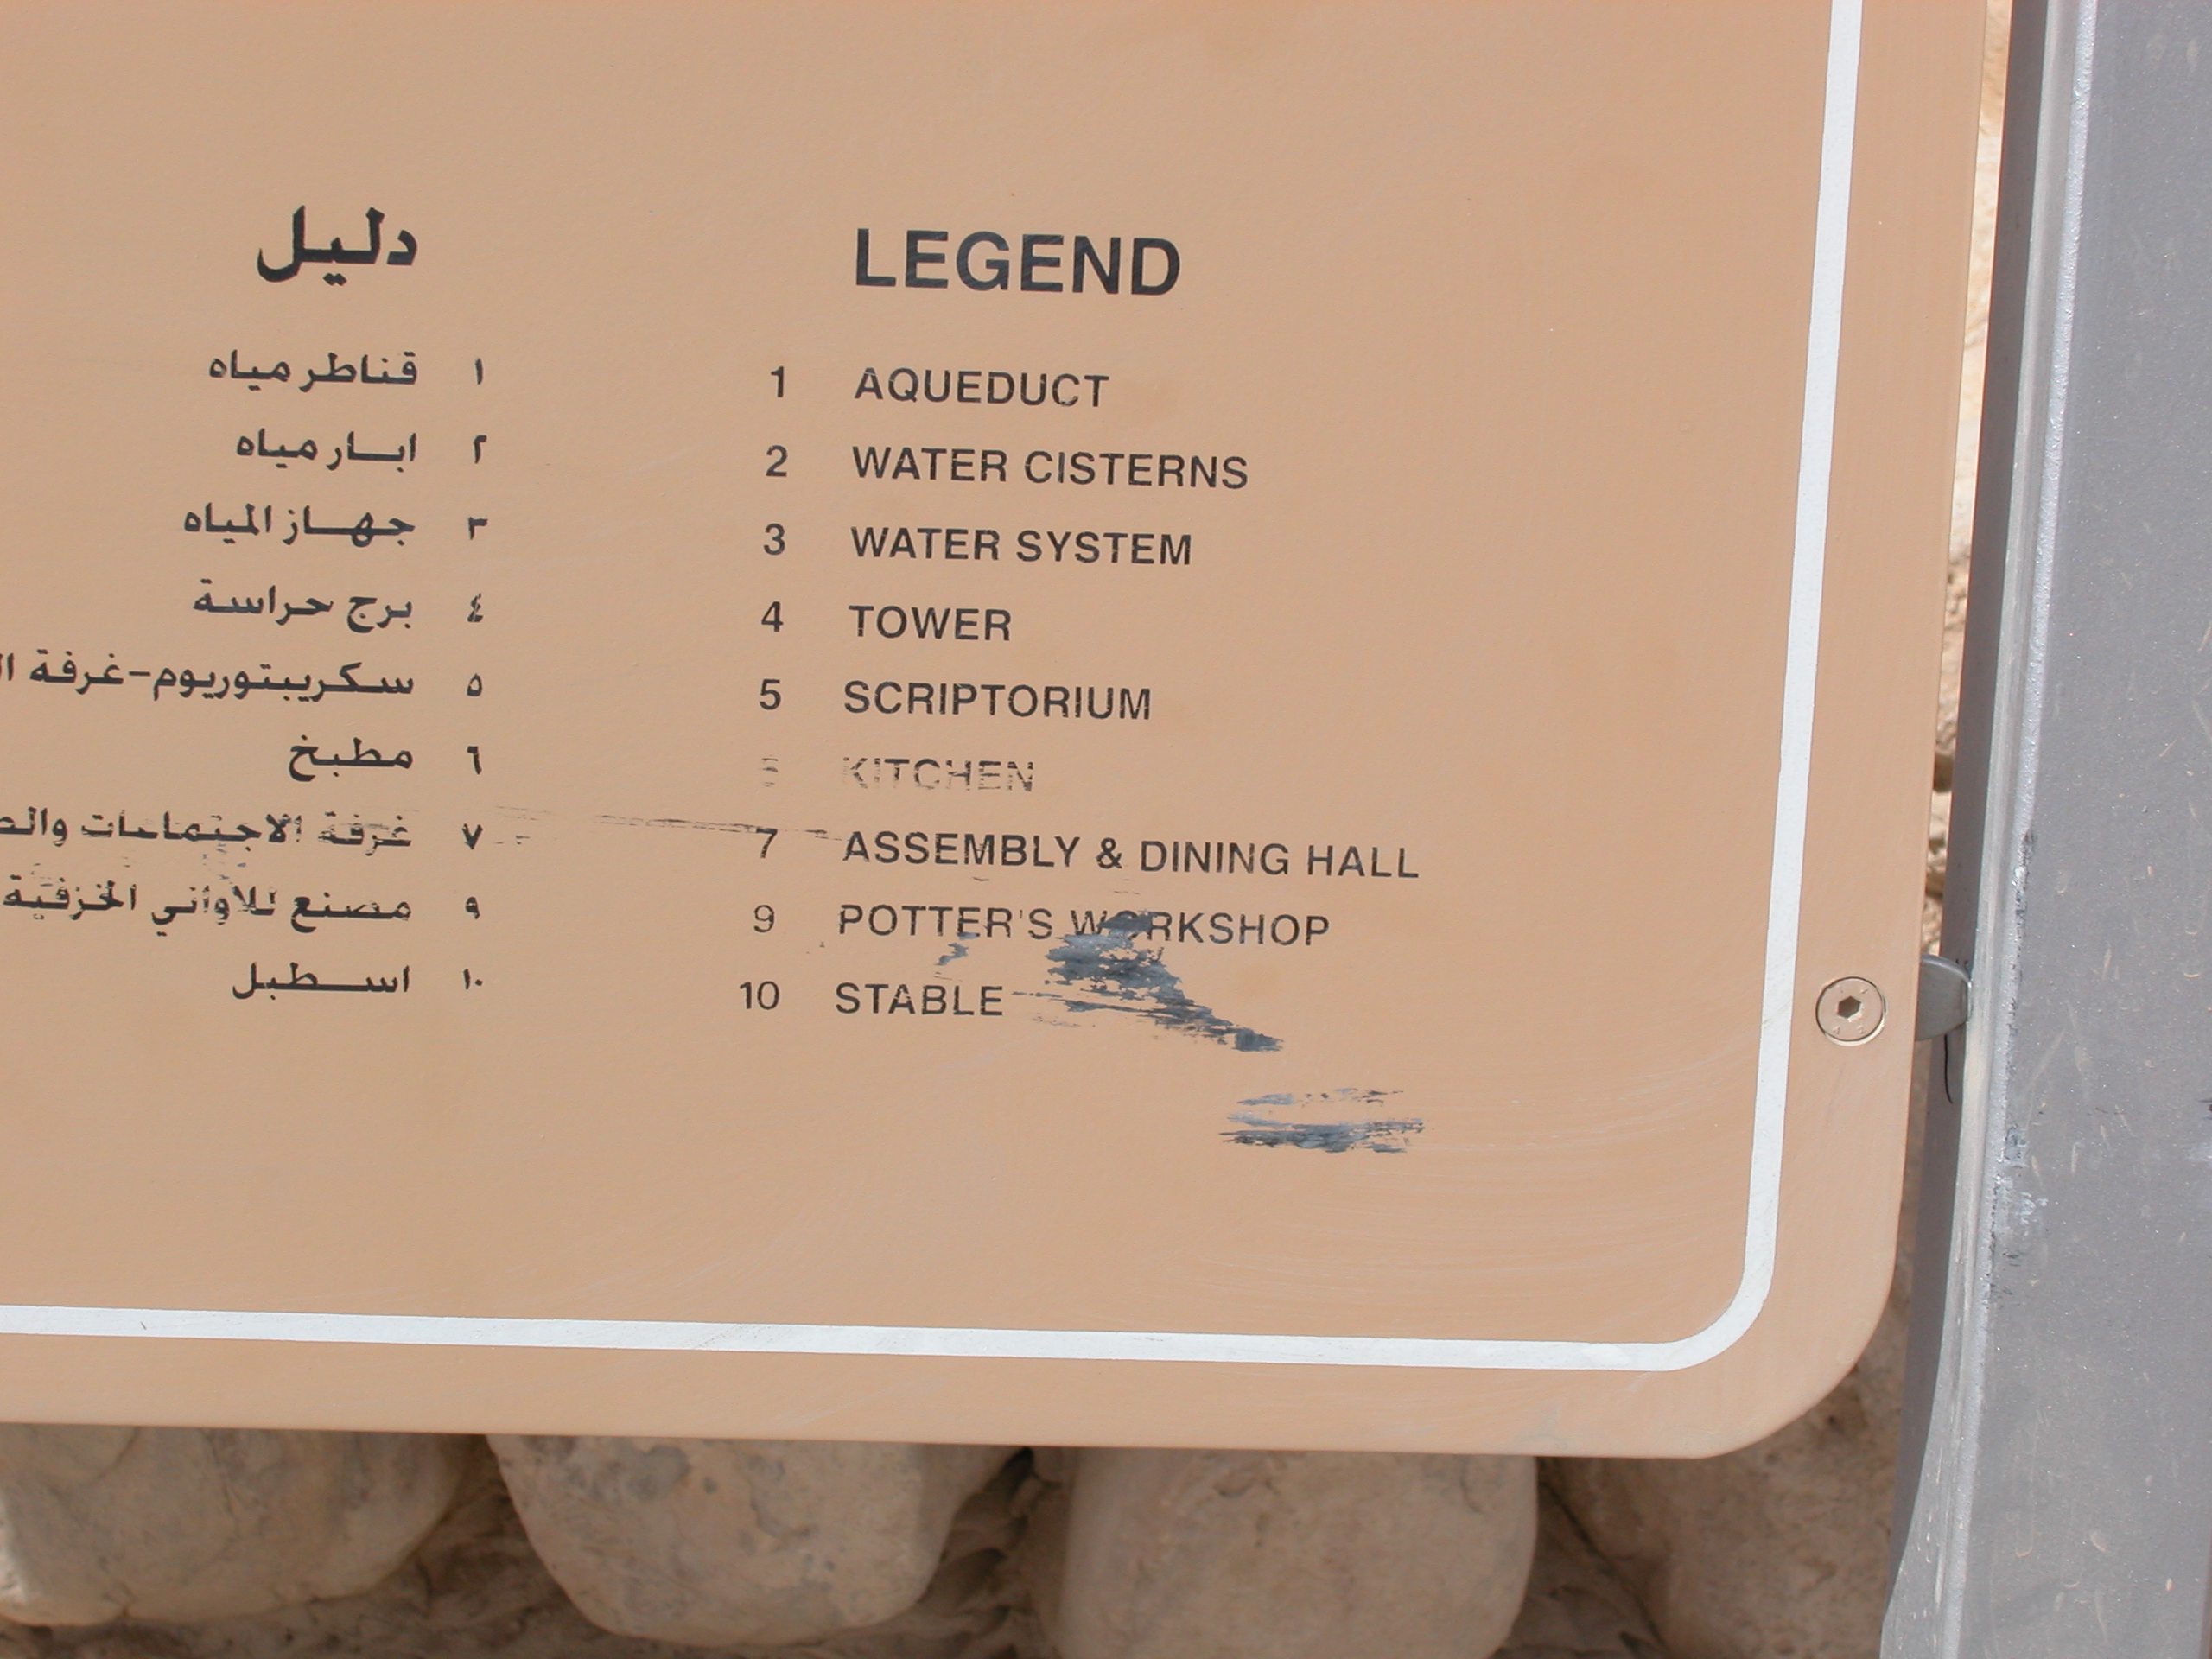 دليل
١ قناطر مياه
٢ ابار مياه
٣ جهاز المياه
٤ برج حراسة
٥ سكريبتوريوم-غرفة
٦ مطبخ
٧ غرفة الاجتماعات
٩ مصنع للأواني الخزفية
١٠ اسطبل
LEGEND
1 AQUEDUCT
2 WATER CISTERNS
3 WATER SYSTEM
4 TOWER
5 SCRIPTORIUM
6 KITCHEN
7 ASSEMBLY & DINING HALL
9 POTTER'S WORKSHOP
10 STABLE